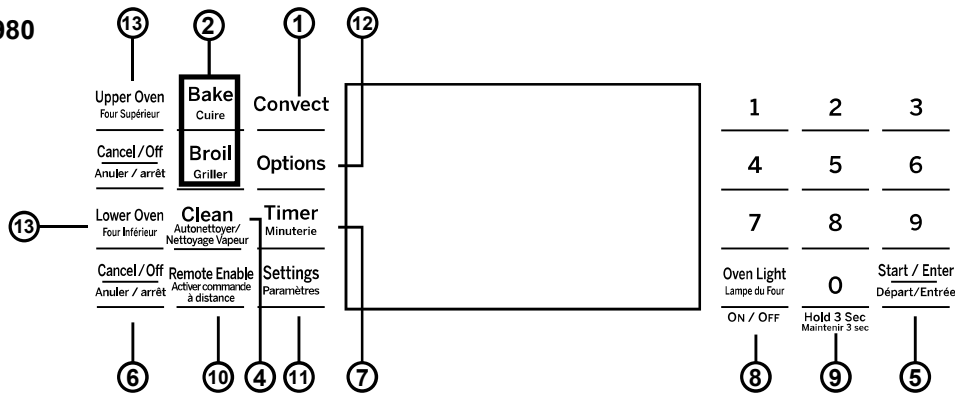 980
13 2 1 12
Upper Oven
Four Supérieur
Bake
Cuire
Convect
1 2 3
Cancel/Off
Anuler / arrêt
Broil
Griller
Options
4 5 6
13
Lower Oven
Four Inférieur
Clean
Autonettoyer/
Nettoyage Vapeur
Timer
Minuterie
7 8 9
Cancel/Off
Anuler / arrêt
Remote Enable
Activer commande
à distance
Settings
Paramètres
Oven Light
Lampe du Four
ON / OFF
0
Hold 3 Sec
Maintenir 3 sec
Start / Enter
Départ/Entrée
6 10 4 11 7 8 9 5